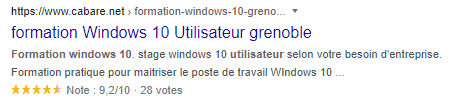 https://www.cabare.net › formation-windows-10-greno...
formation Windows 10 Utilisateur grenoble
Formation windows 10. stage windows 10 utilisateur selon votre besoin d'entreprise.
Formation pratique pour maitriser le poste de travail WIndows 10 ...
Note : 9,2/10 · 28 votes